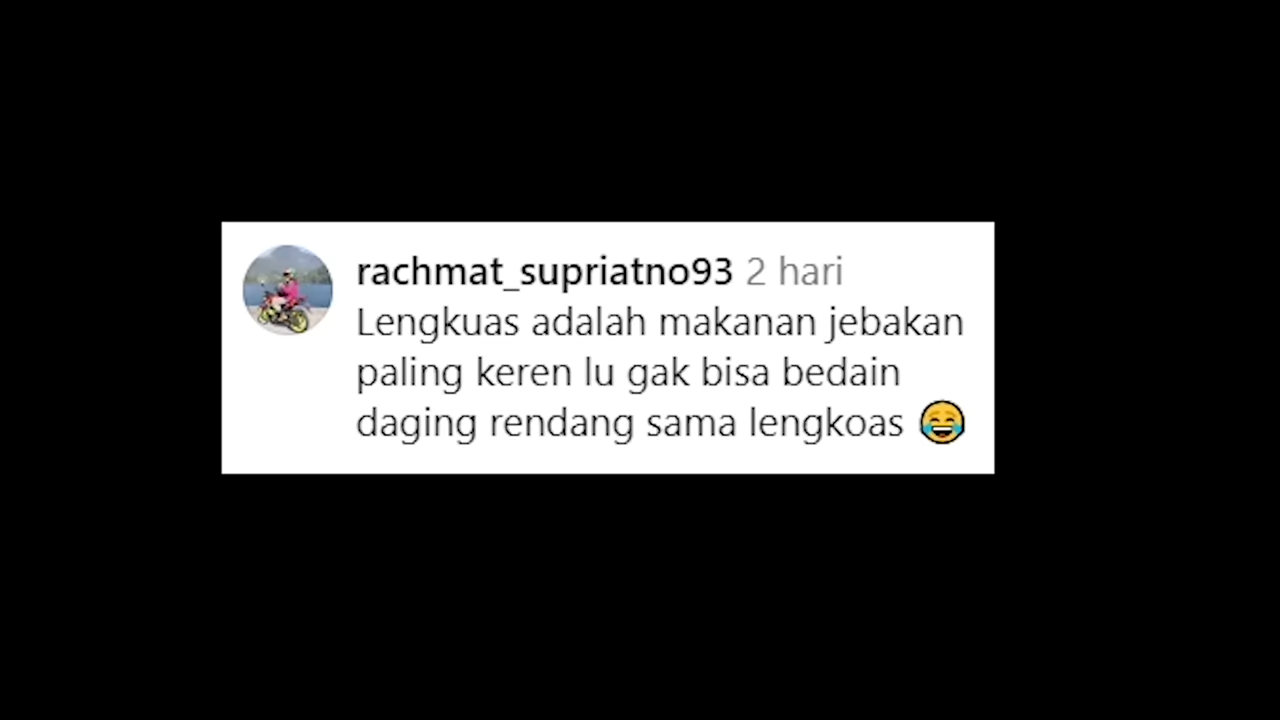 rachmat_supriatno93 2 hari
Lengkuas adalah makanan jebakan
paling keren lu gak bisa bedain
daging rendang sama lengkoas 😂